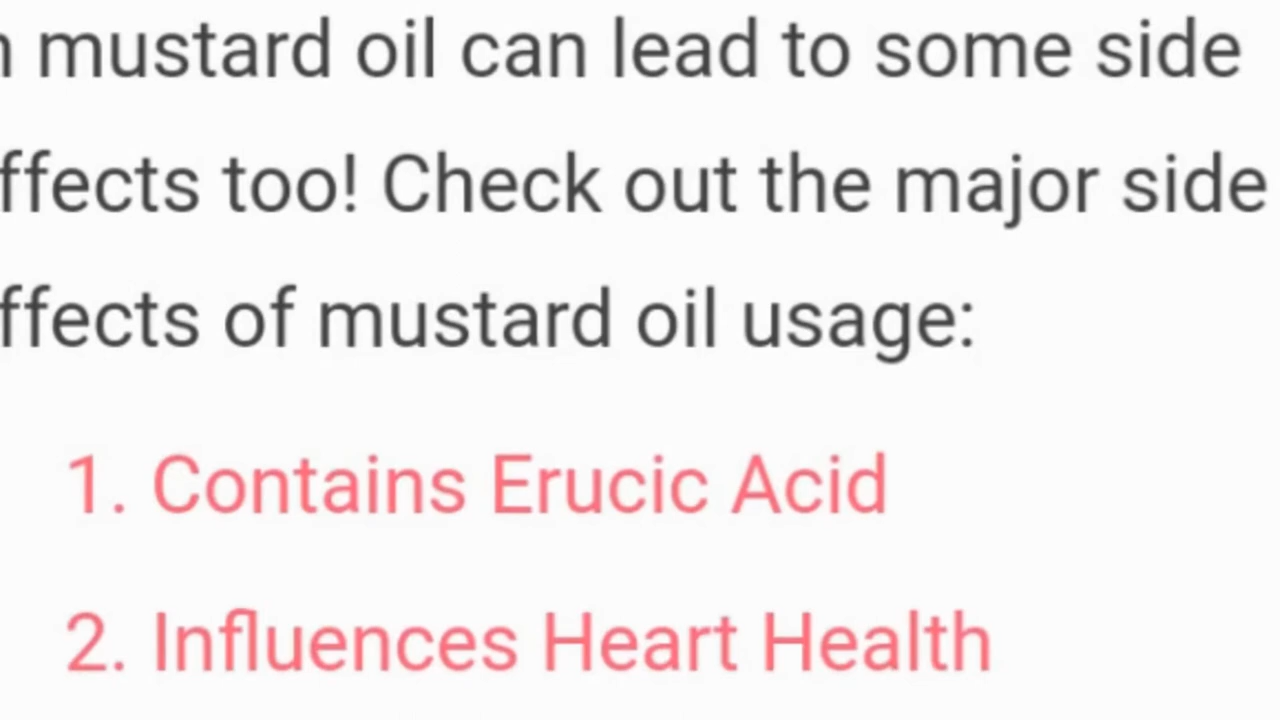 n mustard oil can lead to some side
ffects too! Check out the major side
ffects of mustard oil usage:
1. Contains Erucic Acid
2. Influences Heart Health